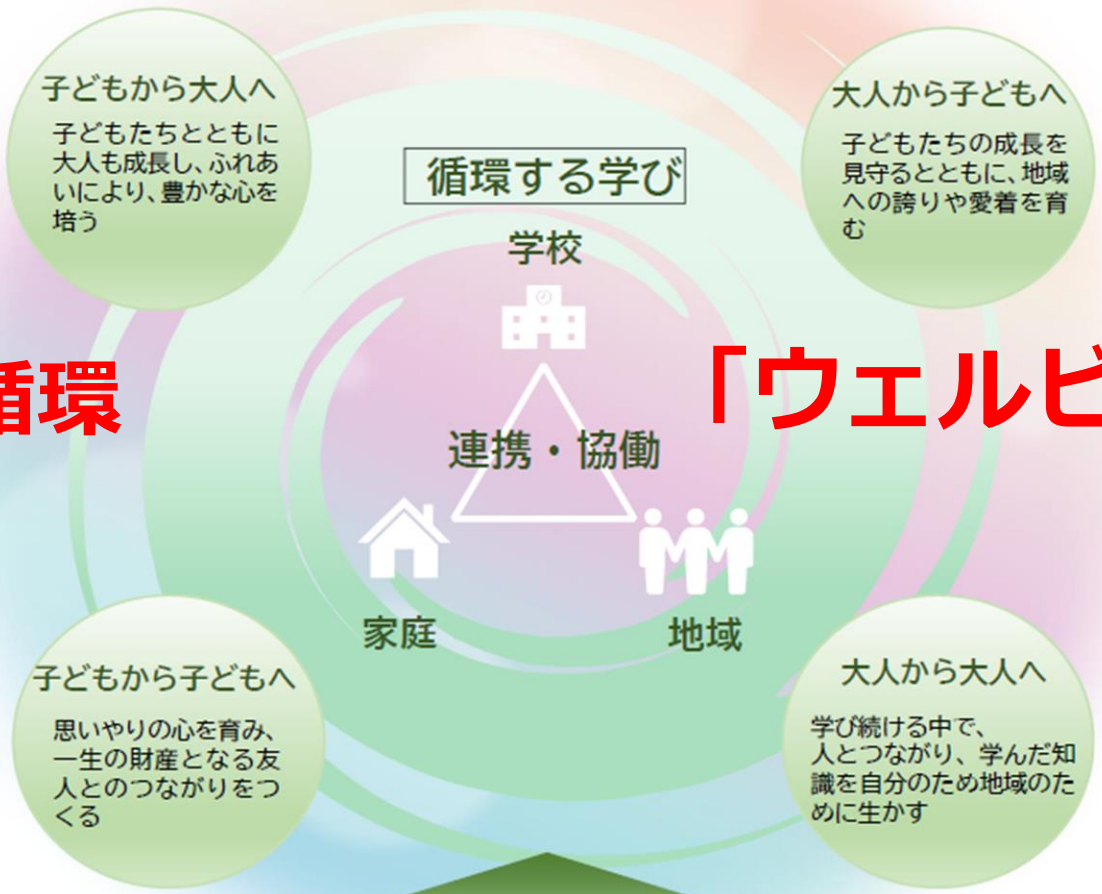 子どもから大人へ
子どもたちとともに
大人も成長し、ふれあ
いにより、豊かな心を
培う
大人から子どもへ
子どもたちの成長を
見守るとともに、地域
への誇りや愛着を育
む
循環する学び
学校
循環
「ウェルビ
連携・協働
家庭
地域
子どもから子どもへ
思いやりの心を育み、
一生の財産となる友
人とのつながりをつ
くる
大人から大人へ
学び続ける中で、
人とつながり、学んだ知
識を自分のため地域のた
めに生かす